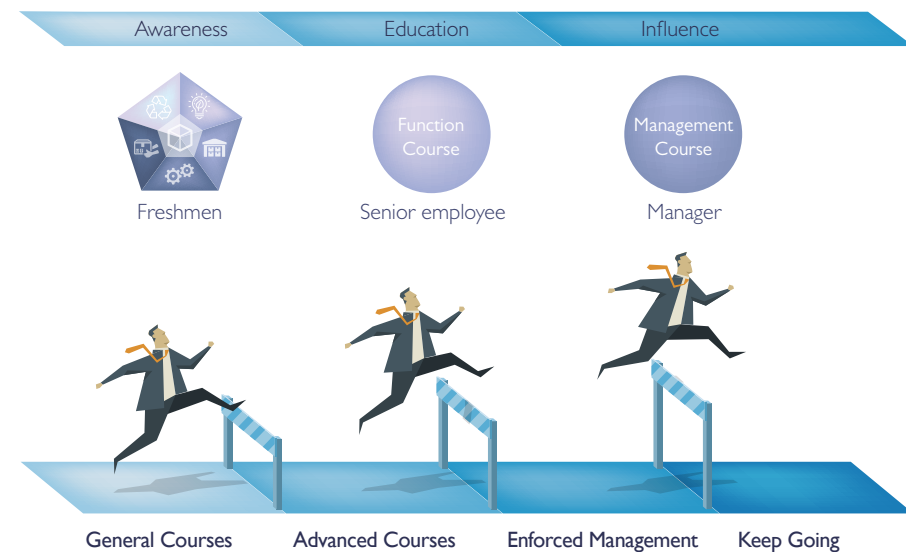 Awareness
Education
Influence
Function
Course
Management
Course
Freshmen
Senior employee
Manager
General Courses
Advanced Courses
Enforced Management
Keep Going